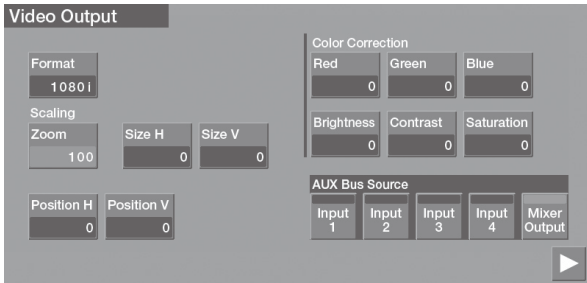 Video Output
Format
1080i
Scaling
Zoom
100
Size H
0
Size V
0
Position H
0
Position V
0
Color Correction
Red
0
Green
0
Blue
0
Brightness
0
Contrast
0
Saturation
0
AUX Bus Source
Input
1
Input
2
Input
3
Input
4
Mixer
Output